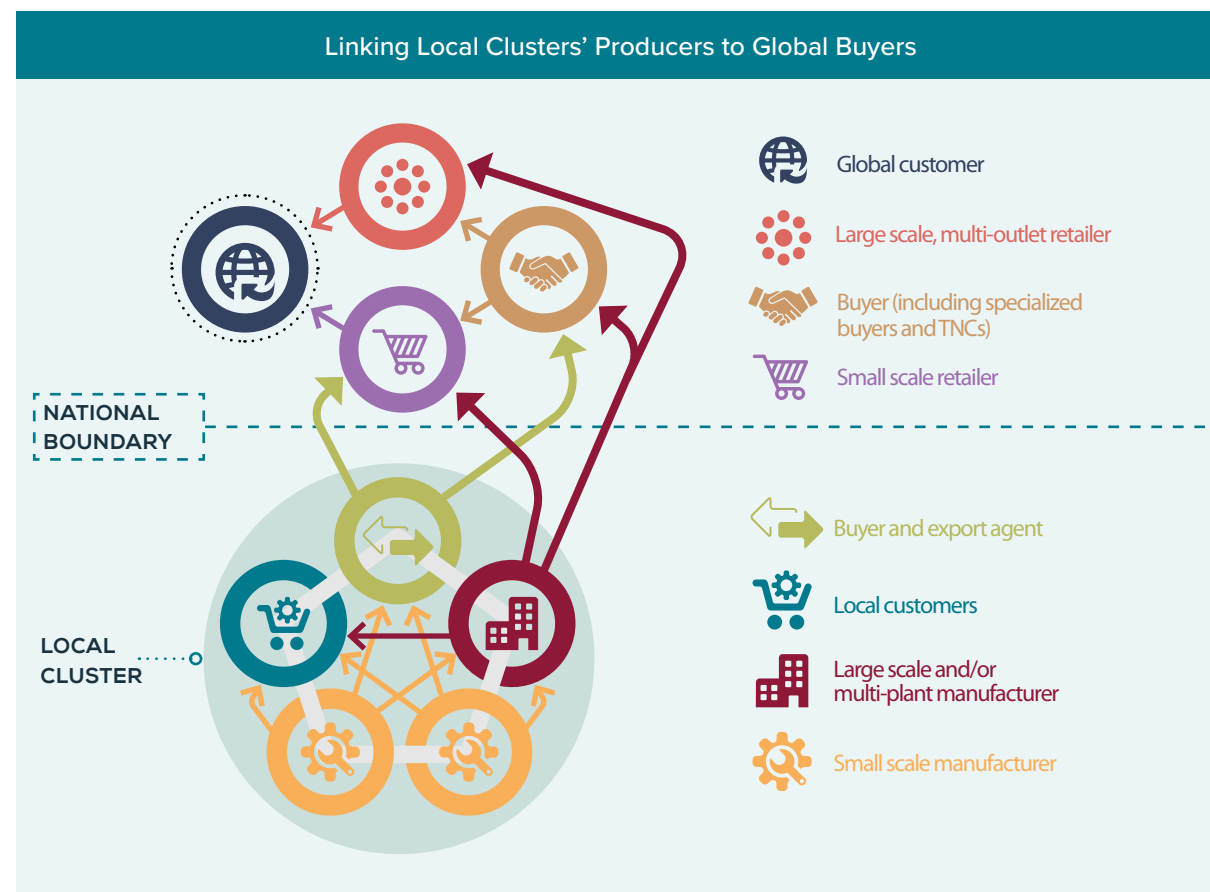 Linking Local Clusters’ Producers to Global Buyers
Global customer
Large scale, multi-outlet retailer
Buyer (including specialized
buyers and TNCs)
Small scale retailer
NATIONAL
BOUNDARY
Buyer and export agent
Local customers
LOCAL
CLUSTER
Large scale and/or
multi-plant manufacturer
Small scale manufacturer